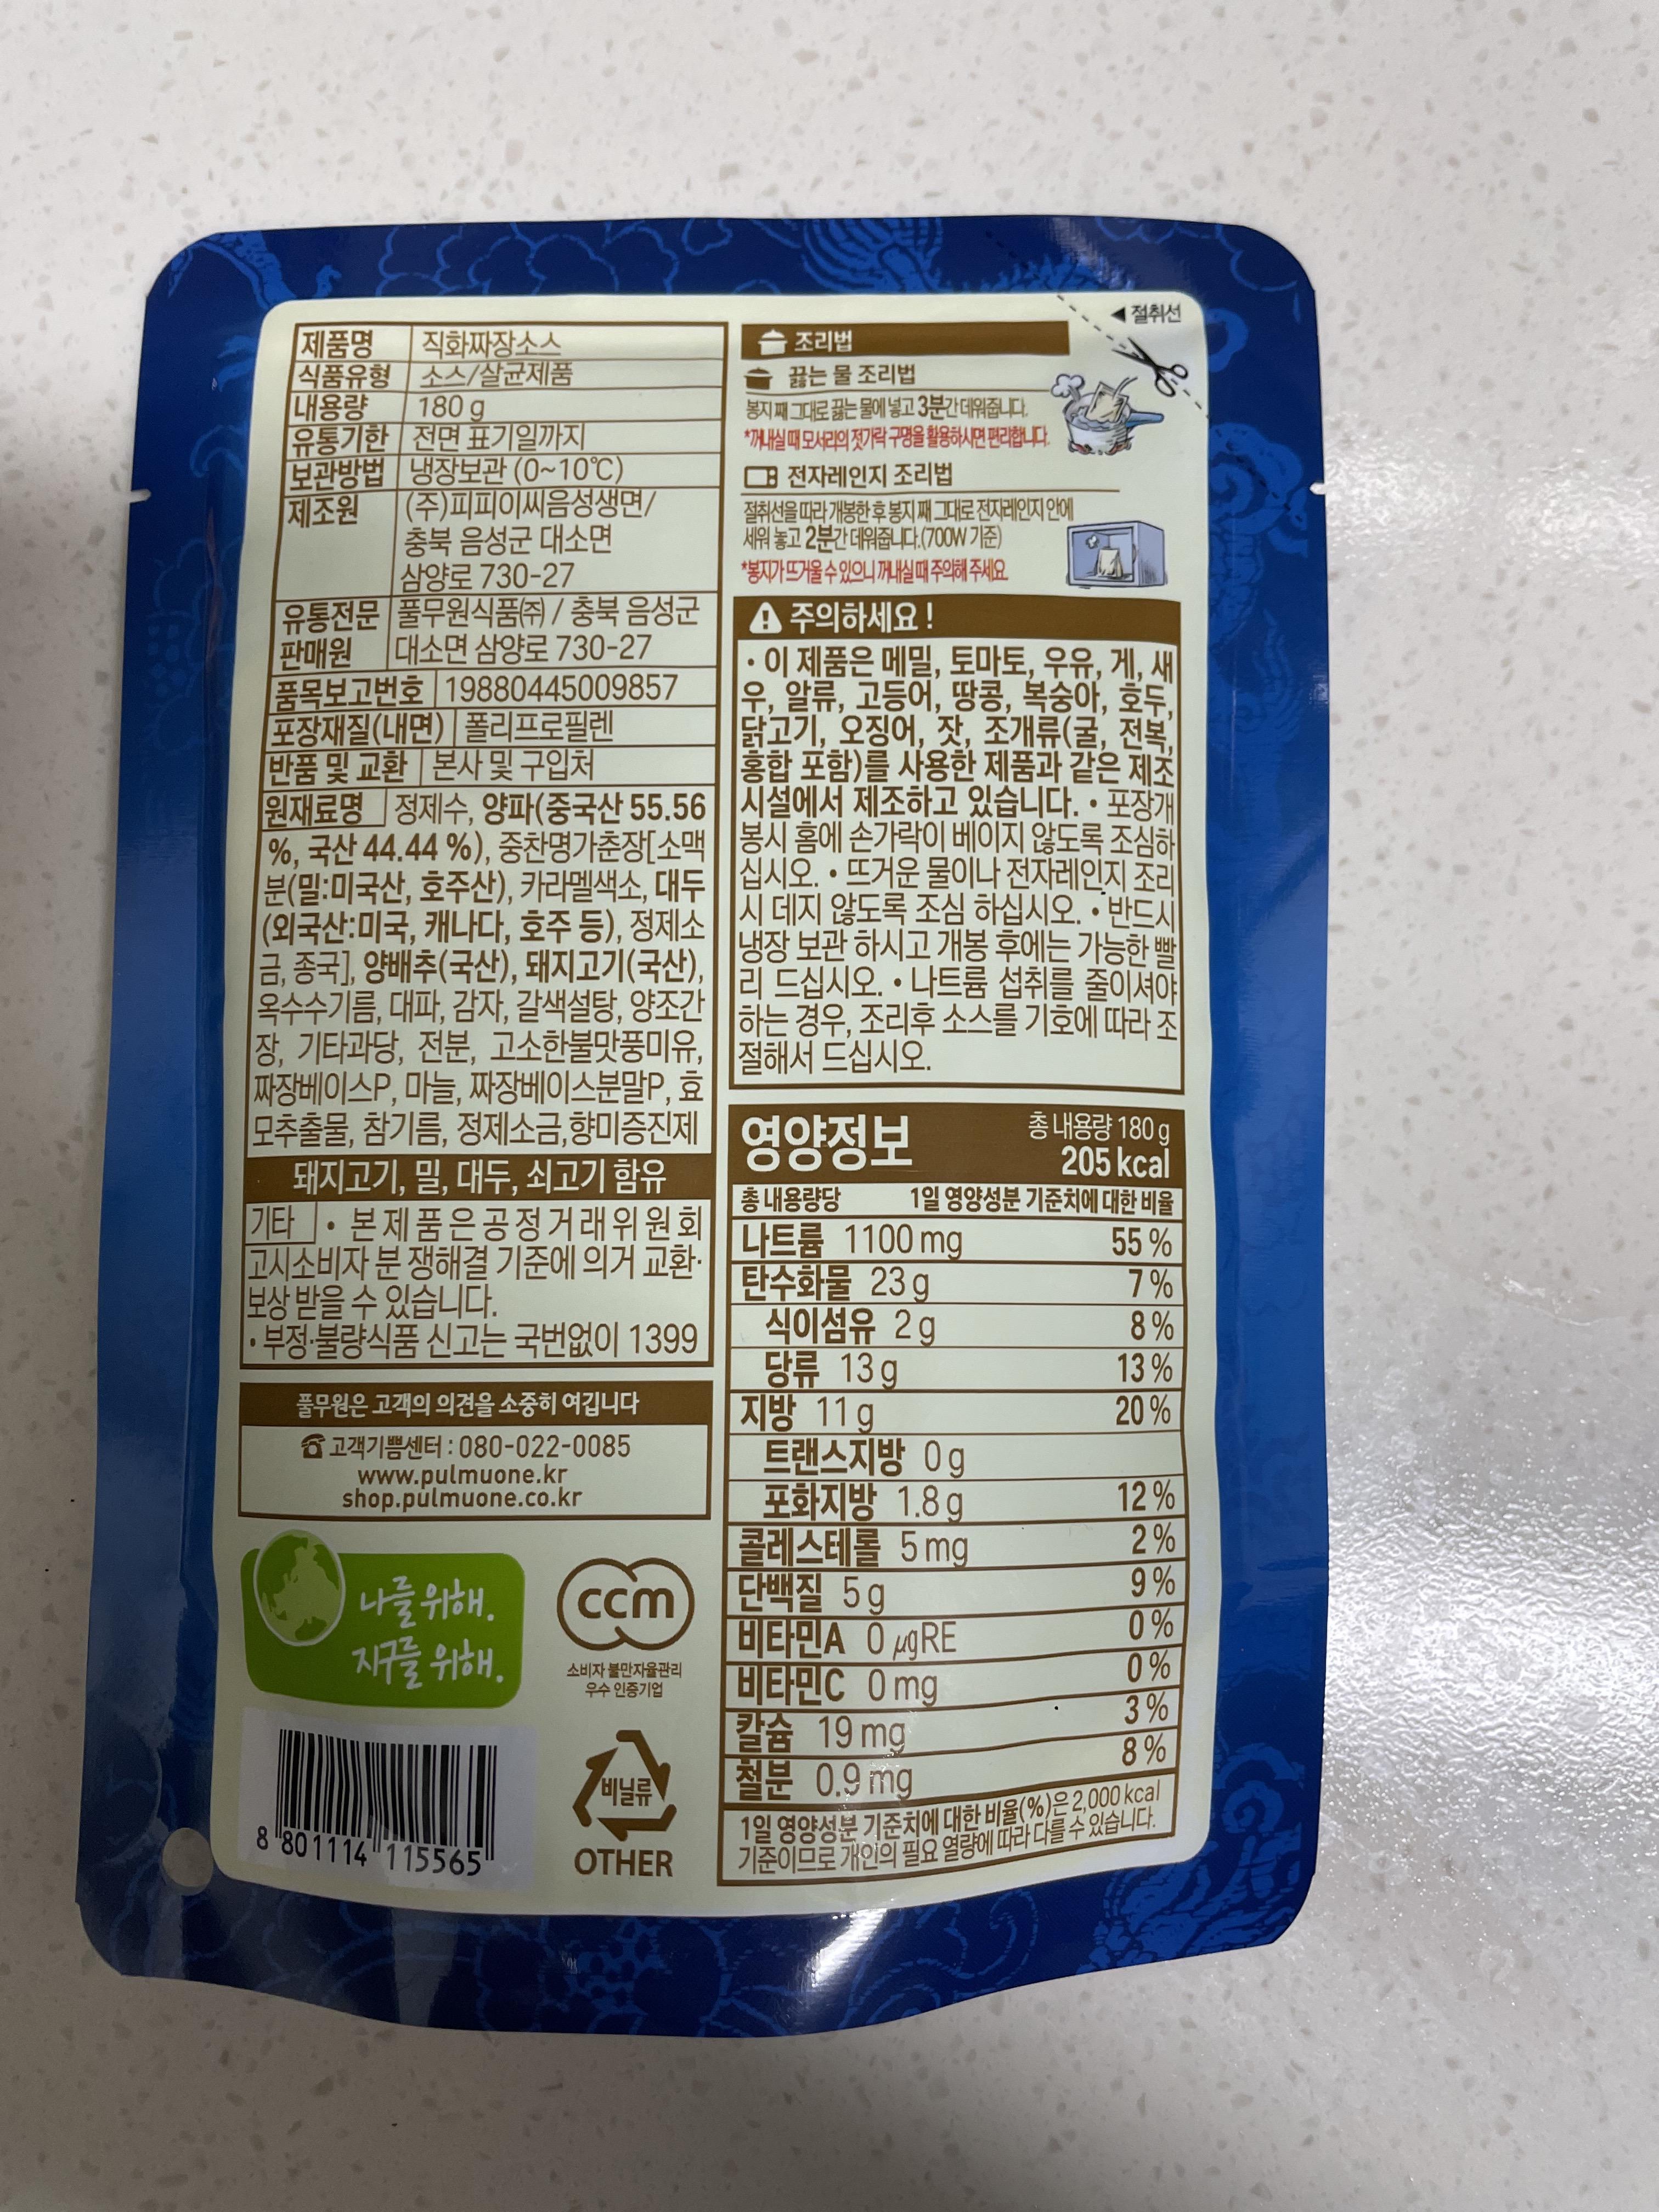 제품명 직화짜장소스
식품유형 소스/살균제품
내용량 180 g
유통기한 전면 표기일까지
보관방법 냉장보관 (0~10℃)
제조원 (주)피피이씨음성생면/
충북 음성군 대소면
삼양로 730-27
유통전문 풀무원식품㈜ / 충북 음성군
판매원 대소면 삼양로 730-27
품목보고번호 19880445009857
포장재질(내면) 폴리프로필렌
반품 및 교환 본사 및 구입처
원재료명 정제수, 양파(중국산 55.56
%, 국산 44.44 %), 중찬명가춘장[소맥
분(밀:미국산, 호주산), 카라멜색소, 대두
(외국산:미국, 캐나다, 호주 등), 정제소
금, 종국], 양배추(국산), 돼지고기(국산),
옥수수기름, 대파, 감자, 갈색설탕, 양조간
장, 기타과당, 전분, 고소한불맛풍미유,
짜장베이스P, 마늘, 짜장베이스분말P, 효
모추출물, 참기름, 정제소금,향미증진제
돼지고기, 밀, 대두, 쇠고기 함유
기타 • 본 제품은 공정거래위원회
고시소비자 분 쟁해결 기준에 의거 교환·
보상 받을 수 있습니다.
• 부정·불량식품 신고는 국번없이 1399
풀무원은 고객의 의견을 소중히 여깁니다
☎ 고객기쁨센터 : 080-022-0085
www.pulmuone.kr
shop.pulmuone.co.kr
나를 위해.
지구를 위해.
ccm
소비자 불만자율관리
우수 인증기업
8 801114 115565
비닐류
OTHER
◀ 절취선
조리법
끓는 물 조리법
봉지 째 그대로 끓는 물에 넣고 3분간 데워줍니다.
*꺼내실 때 모서리의 젓가락 구멍을 활용하시면 편리합니다.
전자레인지 조리법
절취선을 따라 개봉한 후 봉지 째 그대로 전자레인지 안에
세워 놓고 2분간 데워줍니다.(700W 기준)
*봉지가 뜨거울 수 있으니 꺼내실 때 주의해 주세요.
주의하세요 !
• 이 제품은 메밀, 토마토, 우유, 게, 새
우, 알류, 고등어, 땅콩, 복숭아, 호두,
닭고기, 오징어, 잣, 조개류(굴, 전복,
홍합 포함)를 사용한 제품과 같은 제조
시설에서 제조하고 있습니다. • 포장개
봉시 홈에 손가락이 베이지 않도록 조심하
십시오. • 뜨거운 물이나 전자레인지 조리
시 데지 않도록 조심 하십시오. • 반드시
냉장 보관 하시고 개봉 후에는 가능한 빨
리 드십시오. • 나트륨 섭취를 줄이셔야
하는 경우, 조리후 소스를 기호에 따라 조
절해서 드십시오.
영양정보 총 내용량 180 g
205 kcal
총 내용량당 1일 영양성분 기준치에 대한 비율
나트륨 1100 mg 55 %
탄수화물 23 g 7 %
식이섬유 2 g 8 %
당류 13 g 13 %
지방 11 g 20 %
트랜스지방 0 g
포화지방 1.8 g 12 %
콜레스테롤 5 mg 2 %
단백질 5 g 9 %
비타민A 0 μgRE 0 %
비타민C 0 mg 0 %
칼슘 19 mg 3 %
철분 0.9 mg 8 %
1일 영양성분 기준치에 대한 비율(%)은 2,000 kcal
기준이므로 개인의 필요 열량에 따라 다를 수 있습니다.